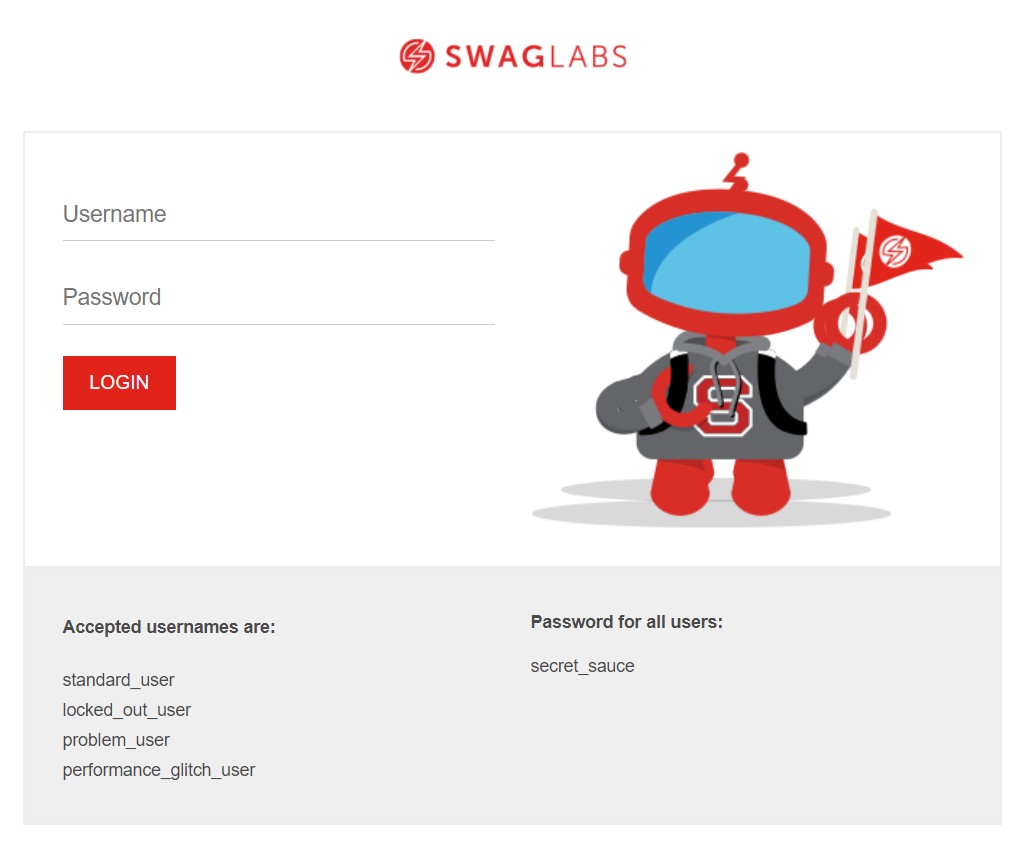 SWAGLABS
Username
Password
LOGIN
S
Accepted usernames are:
standard_user
locked_out_user
problem_user
performance_glitch_user
Password for all users:
secret_sauce